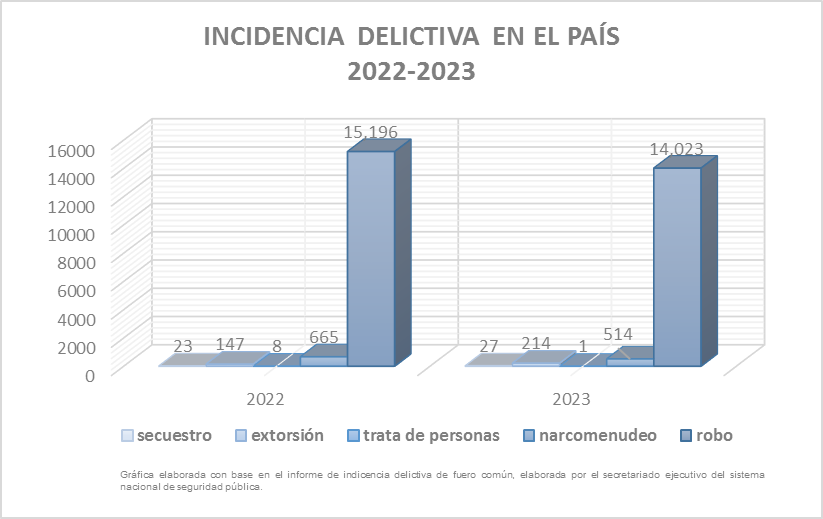 INCIDENCIA DELICTIVA EN EL PAÍS
2022-2023
16000
14000
12000
10000
8000
6000
4000
2000
0
23 147 8 665 15,196
27 214 1 514 14,023
2022 2023
secuestro extorsión trata de personas narcomenudeo robo
Gráfica elaborada con base en el informe de indicencia delictiva de fuero común, elaborada por el secretariado ejecutivo del sistema
nacional de seguridad pública.